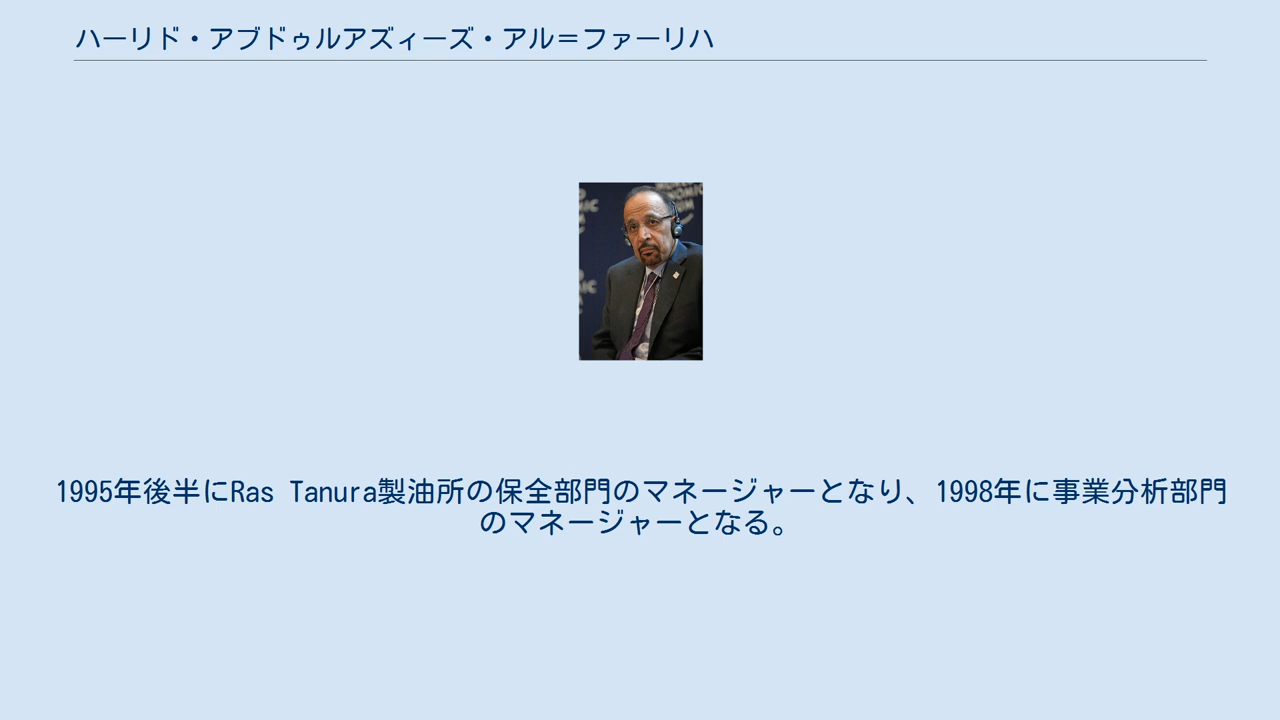 ハーリド・アブドゥルアズィーズ・アル＝ファーリハ
1995年後半にRas Tanura製油所の保全部門のマネージャーとなり、1998年に事業分析部門
のマネージャーとなる。